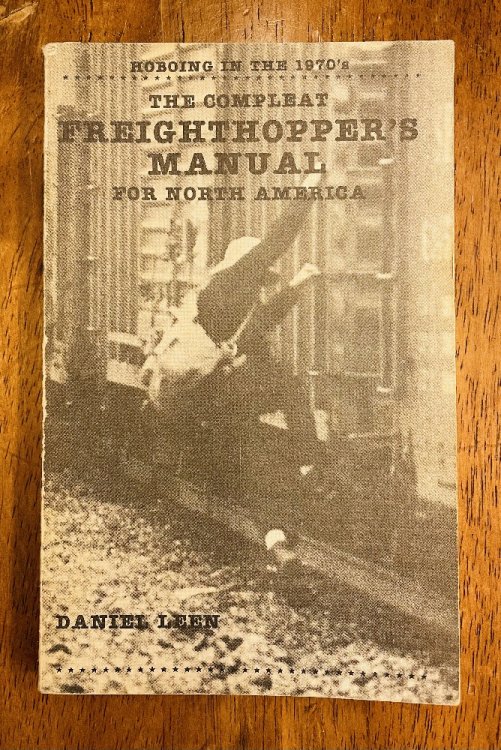 HOBOING IN THE 1970's
THE COMPLEAT
FREIGHTHOPPER'S
MANUAL
FOR NORTH AMERICA
DANIEL LEEN